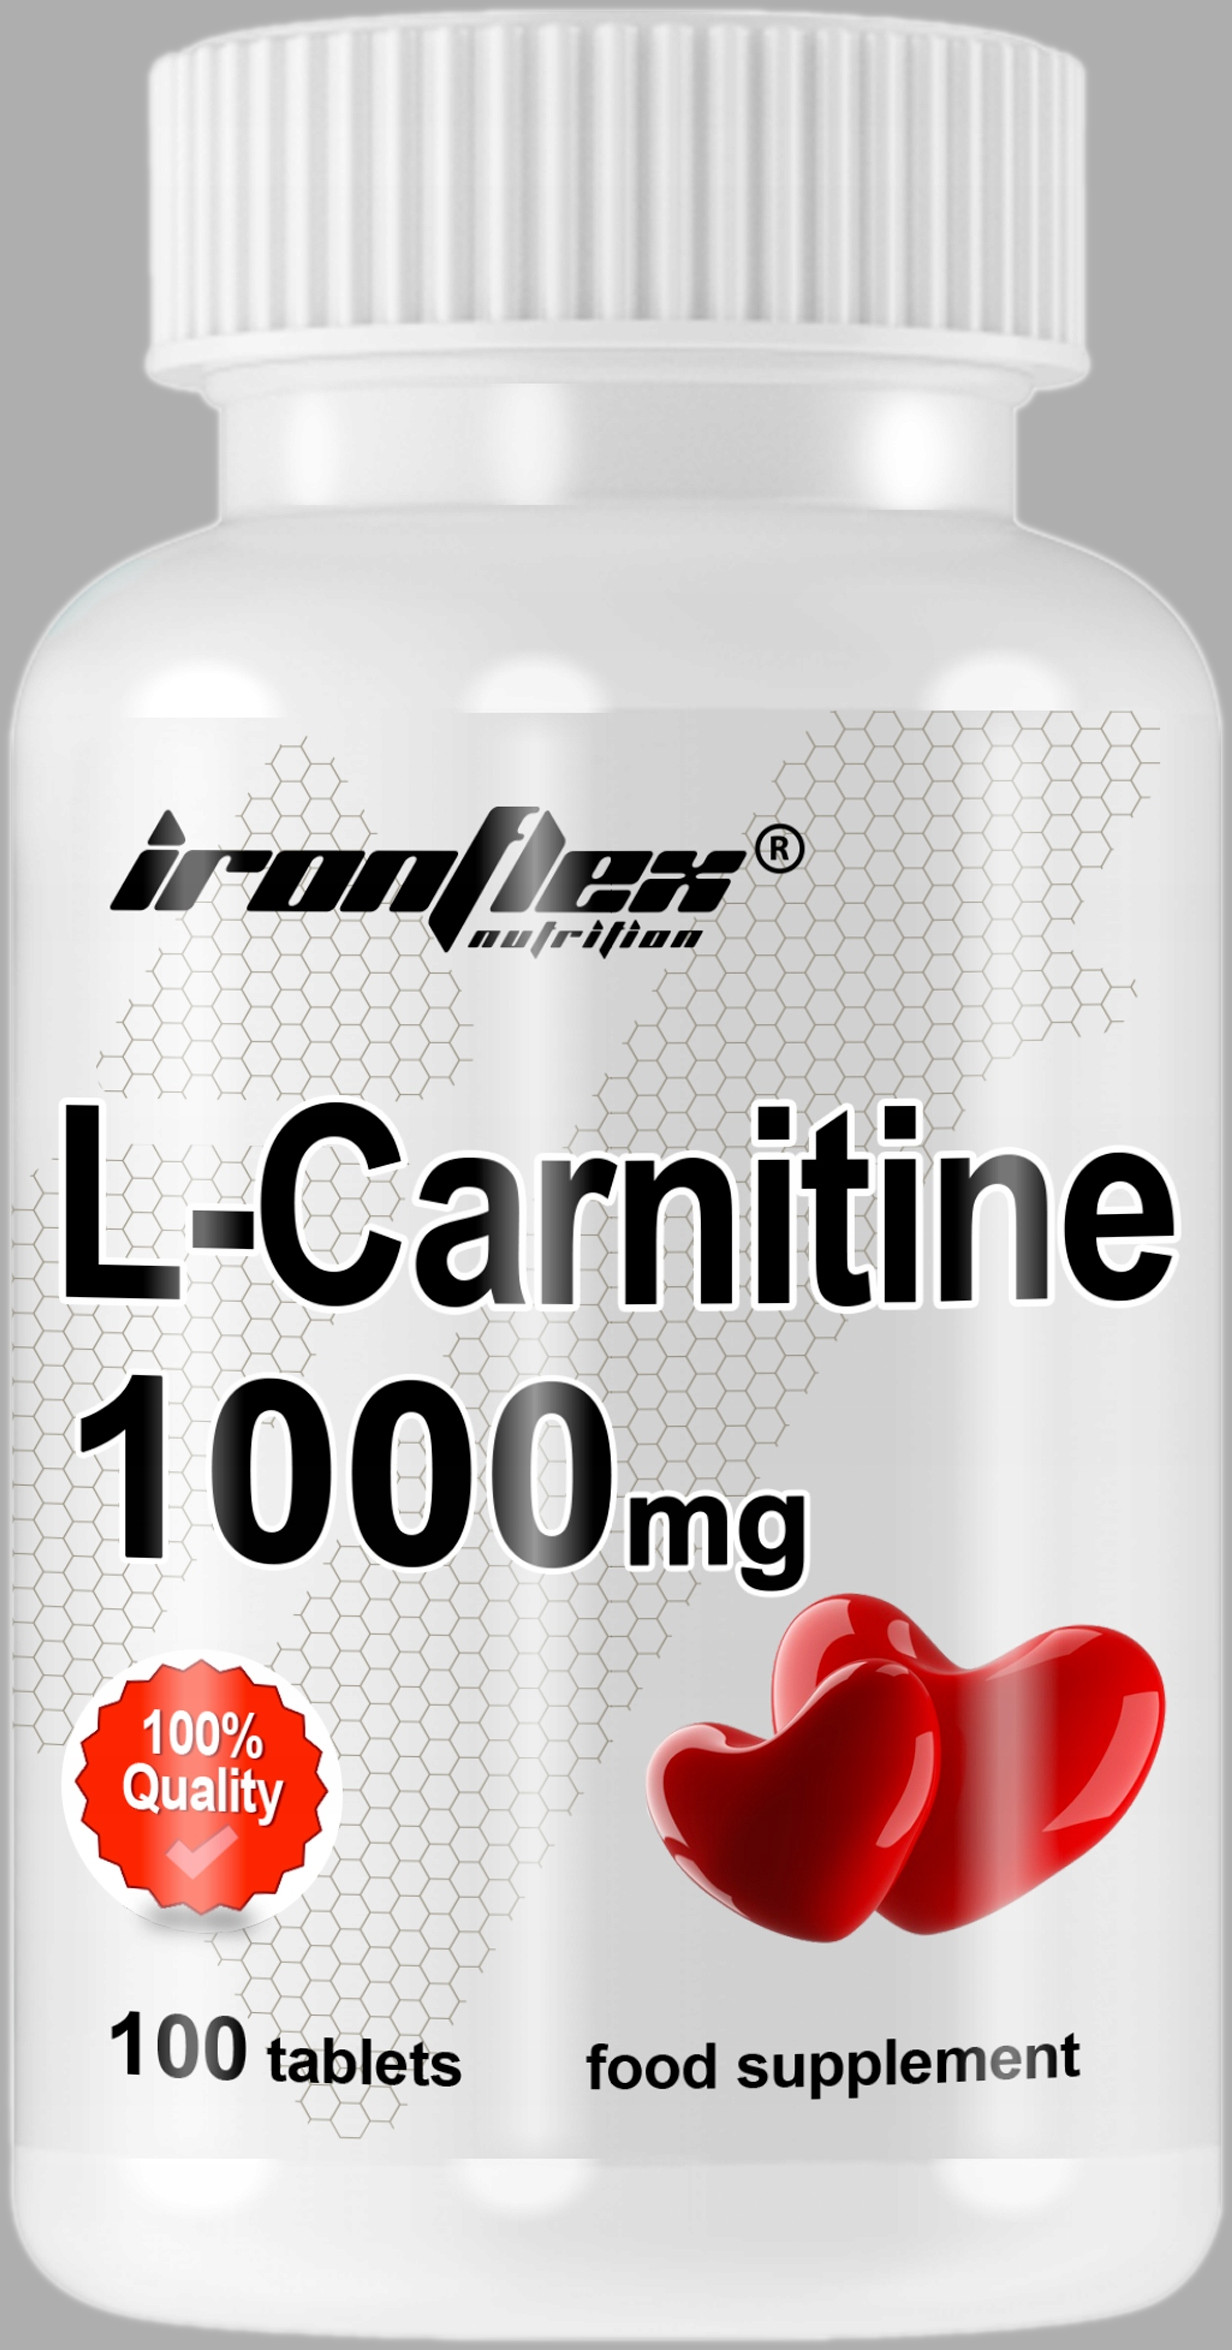 ironflex®
nutrition
L-Carnitine
1000mg
100%
Quality
100 tablets
food supplement